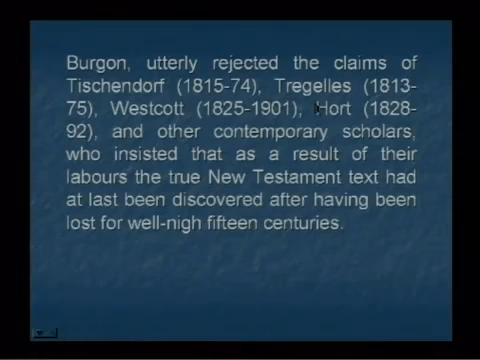 Burgon, utterly rejected the claims of
Tischendorf (1815-74), Tregelles (1813-
75), Westcott (1825-1901), Hort (1828-
92), and other contemporary scholars,
who insisted that as a result of their
labours the true New Testament text had
at last been discovered after having been
lost for well-nigh fifteen centuries.